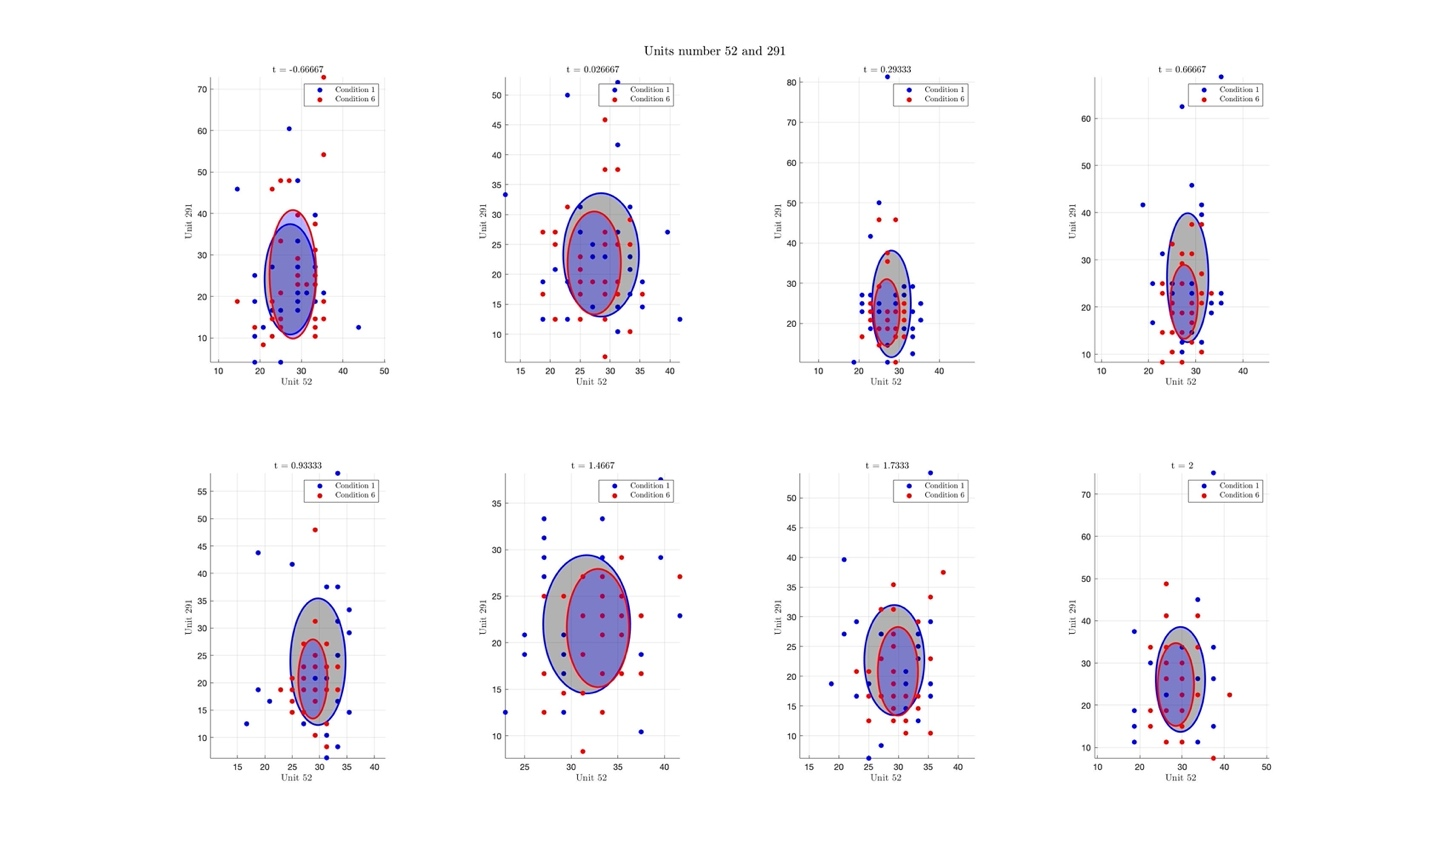 Units number 52 and 291
t = -0.66667
Condition 1
Condition 6
70
60
50
40
30
20
10
Unit 291
10 20 30 40 50
Unit 52
t = 0.026667
Condition 1
Condition 6
50
45
40
35
30
25
20
15
10
Unit 291
15 20 25 30 35 40
Unit 52
t = 0.29333
Condition 1
Condition 6
80
70
60
50
40
30
20
Unit 291
10 20 30 40
Unit 52
t = 0.66667
Condition 1
Condition 6
60
50
40
30
20
10
Unit 291
10 20 30 40
Unit 52
t = 0.93333
Condition 1
Condition 6
55
50
45
40
35
30
25
20
15
10
Unit 291
15 20 25 30 35 40
Unit 52
t = 1.4667
Condition 1
Condition 6
35
30
25
20
15
10
Unit 291
25 30 35 40
Unit 52
t = 1.7333
Condition 1
Condition 6
50
45
40
35
30
25
20
15
10
Unit 291
15 20 25 30 35 40
Unit 52
t = 2
Condition 1
Condition 6
70
60
50
40
30
20
10
Unit 291
10 20 30 40 50
Unit 52